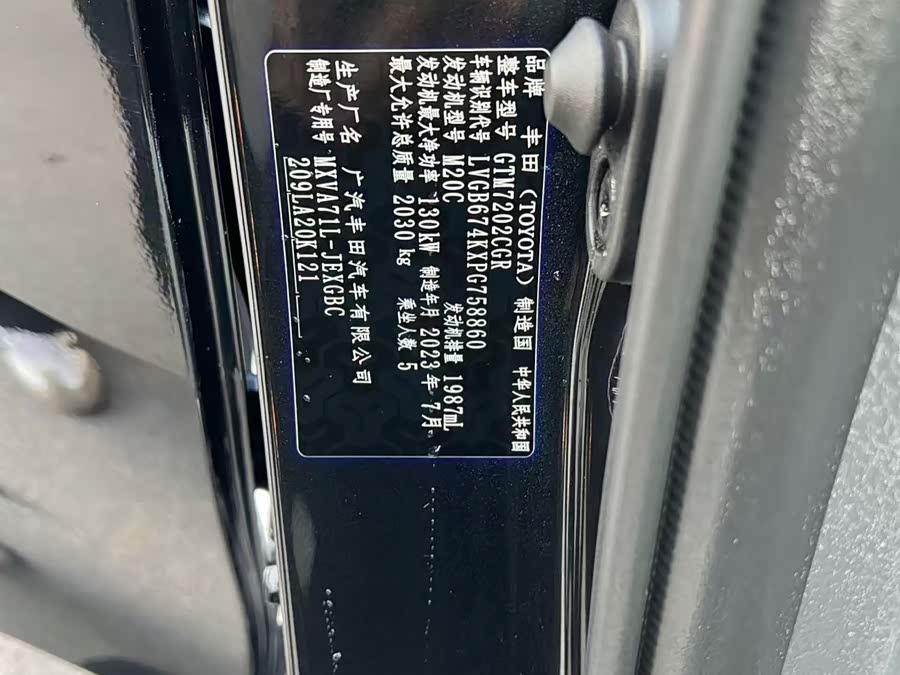 品牌 丰田（TOYOTA） 制造国 中华人民共和国
整车型号 GTM7202CGR
车辆识别代号 LVGB674KXPG758860
发动机型号 M20C 发动机排量 1987mL
发动机最大净功率 130kW 制造年月 2023年7月
最大允许总质量 2030kg 乘坐人数 5
生产厂名 广汽丰田汽车有限公司
制造厂专用号 MXVA71L-JEXGBC
209LA20K121